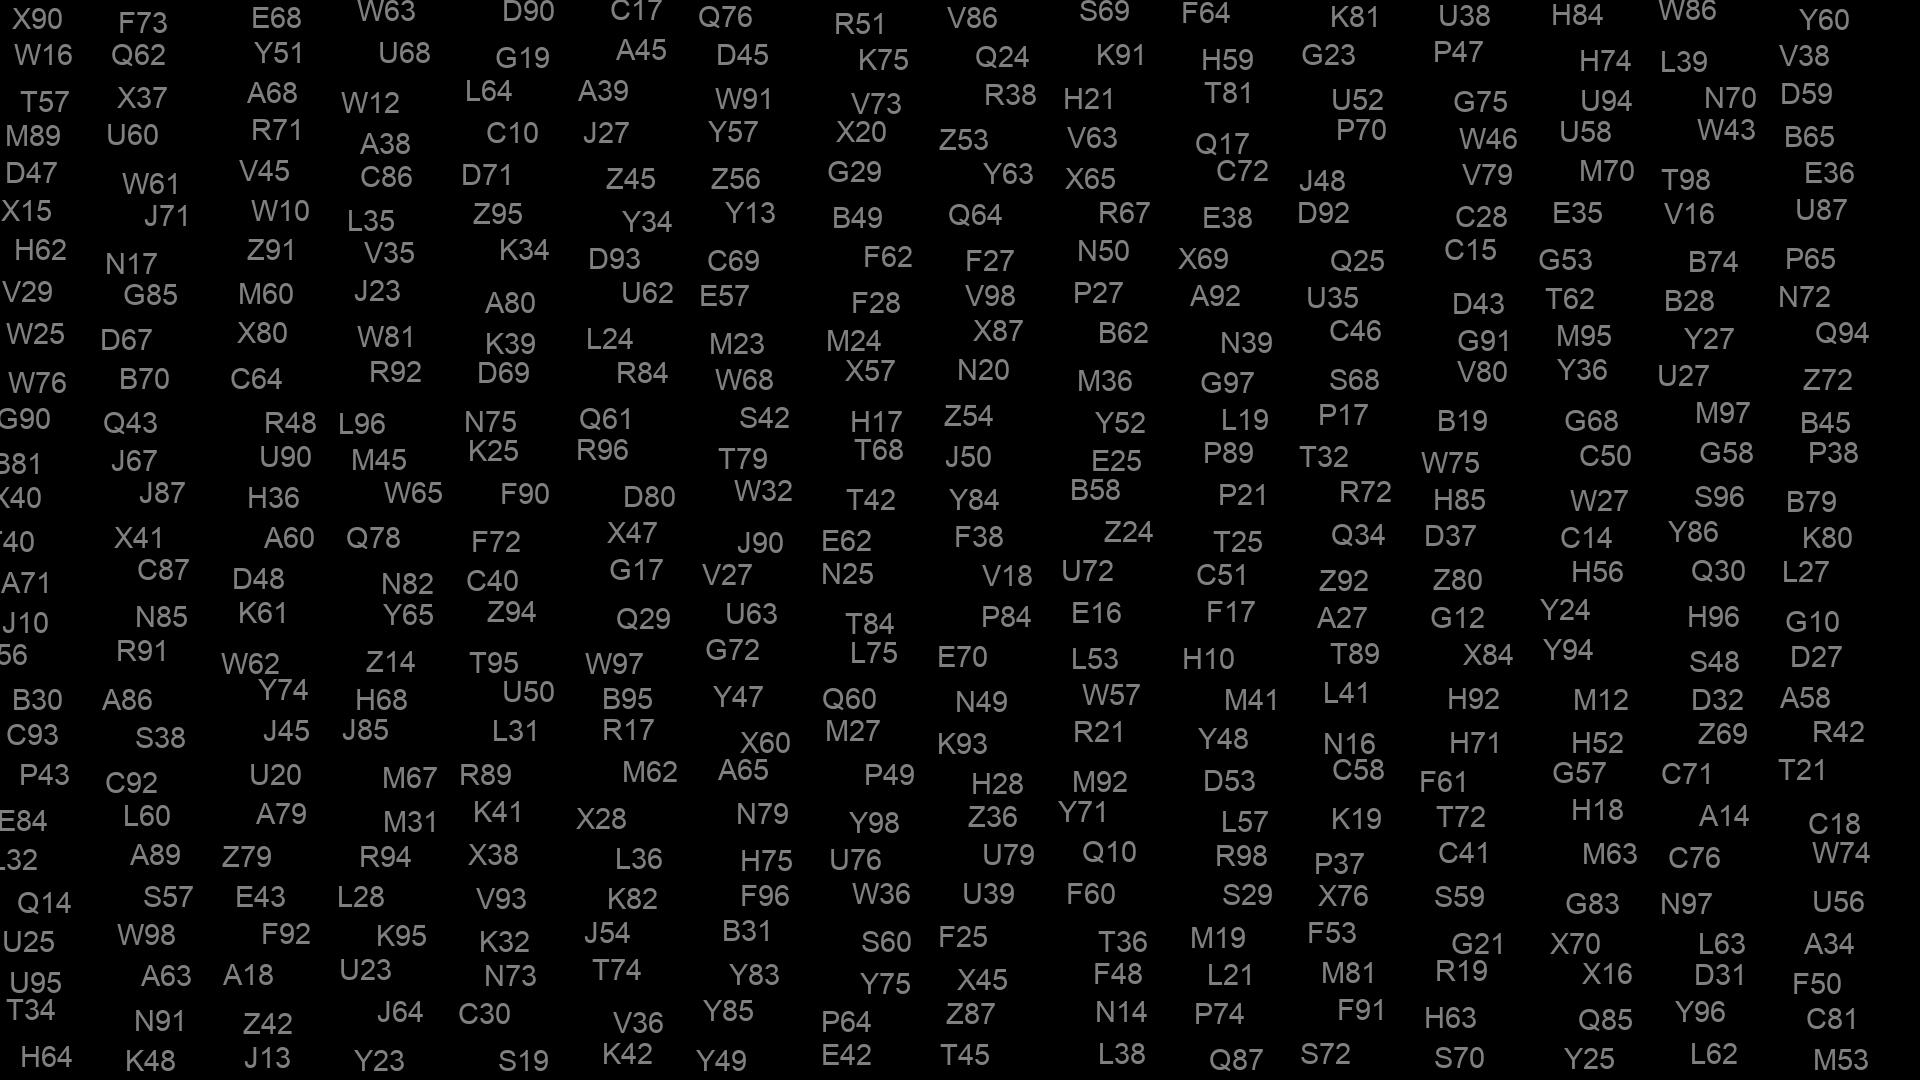 X90 F73 E68 W63 D90 C17 Q76 R51 V86 S69 F64 K81 U38 H84 W86 Y60
W16 Q62 Y51 U68 G19 A45 D45 K75 Q24 K91 H59 G23 P47 H74 L39 V38
T57 X37 A68 W12 L64 A39 W91 V73 R38 H21 T81 U52 G75 U94 N70 D59
M89 U60 R71 A38 C10 J27 Y57 X20 Z53 V63 Q17 P70 W46 U58 W43 B65
D47 W61 V45 C86 D71 Z45 Z56 G29 Y63 X65 C72 J48 V79 M70 T98 E36
X15 J71 W10 L35 Z95 Y34 Y13 B49 Q64 R67 E38 D92 C28 E35 V16 U87
H62 N17 Z91 V35 K34 D93 C69 F62 F27 N50 X69 Q25 C15 G53 B74 P65
V29 G85 M60 J23 A80 U62 E57 F28 V98 P27 A92 U35 D43 T62 B28 N72
W25 D67 X80 W81 K39 L24 M23 M24 X87 B62 N39 C46 G91 M95 Y27 Q94
W76 B70 C64 R92 D69 R84 W68 X57 N20 M36 G97 S68 V80 Y36 U27 Z72
G90 Q43 R48 L96 N75 Q61 S42 H17 Z54 Y52 L19 P17 B19 G68 M97 B45
B81 J67 U90 M45 K25 R96 T79 T68 J50 E25 P89 T32 W75 C50 G58 P38
X40 J87 H36 W65 F90 D80 W32 T42 Y84 B58 P21 R72 H85 W27 S96 B79
40 X41 A60 Q78 F72 X47 J90 E62 F38 Z24 T25 Q34 D37 C14 Y86 K80
A71 C87 D48 N82 C40 G17 V27 N25 V18 U72 C51 Z92 Z80 H56 Q30 L27
J10 N85 K61 Y65 Z94 Q29 U63 T84 P84 E16 F17 A27 G12 Y24 H96 G10
56 R91 W62 Z14 T95 W97 G72 L75 E70 L53 H10 T89 X84 Y94 S48 D27
B30 A86 Y74 H68 U50 B95 Y47 Q60 N49 W57 M41 L41 H92 M12 D32 A58
C93 S38 J45 J85 L31 R17 X60 M27 K93 R21 Y48 N16 H71 H52 Z69 R42
P43 C92 U20 M67 R89 M62 A65 P49 H28 M92 D53 C58 F61 G57 C71 T21
E84 L60 A79 M31 K41 X28 N79 Y98 Z36 Y71 L57 K19 T72 H18 A14 C18
L32 A89 Z79 R94 X38 L36 H75 U76 U79 Q10 R98 P37 C41 M63 C76 W74
Q14 S57 E43 L28 V93 K82 F96 W36 U39 F60 S29 X76 S59 G83 N97 U56
U25 W98 F92 K95 K32 J54 B31 S60 F25 T36 M19 F53 G21 X70 L63 A34
U95 A63 A18 U23 N73 T74 Y83 Y75 X45 F48 L21 M81 R19 X16 D31 F50
T34 N91 Z42 J64 C30 V36 Y85 P64 Z87 N14 P74 F91 H63 Q85 Y96 C81
H64 K48 J13 Y23 S19 K42 Y49 E42 T45 L38 Q87 S72 S70 Y25 L62 M53